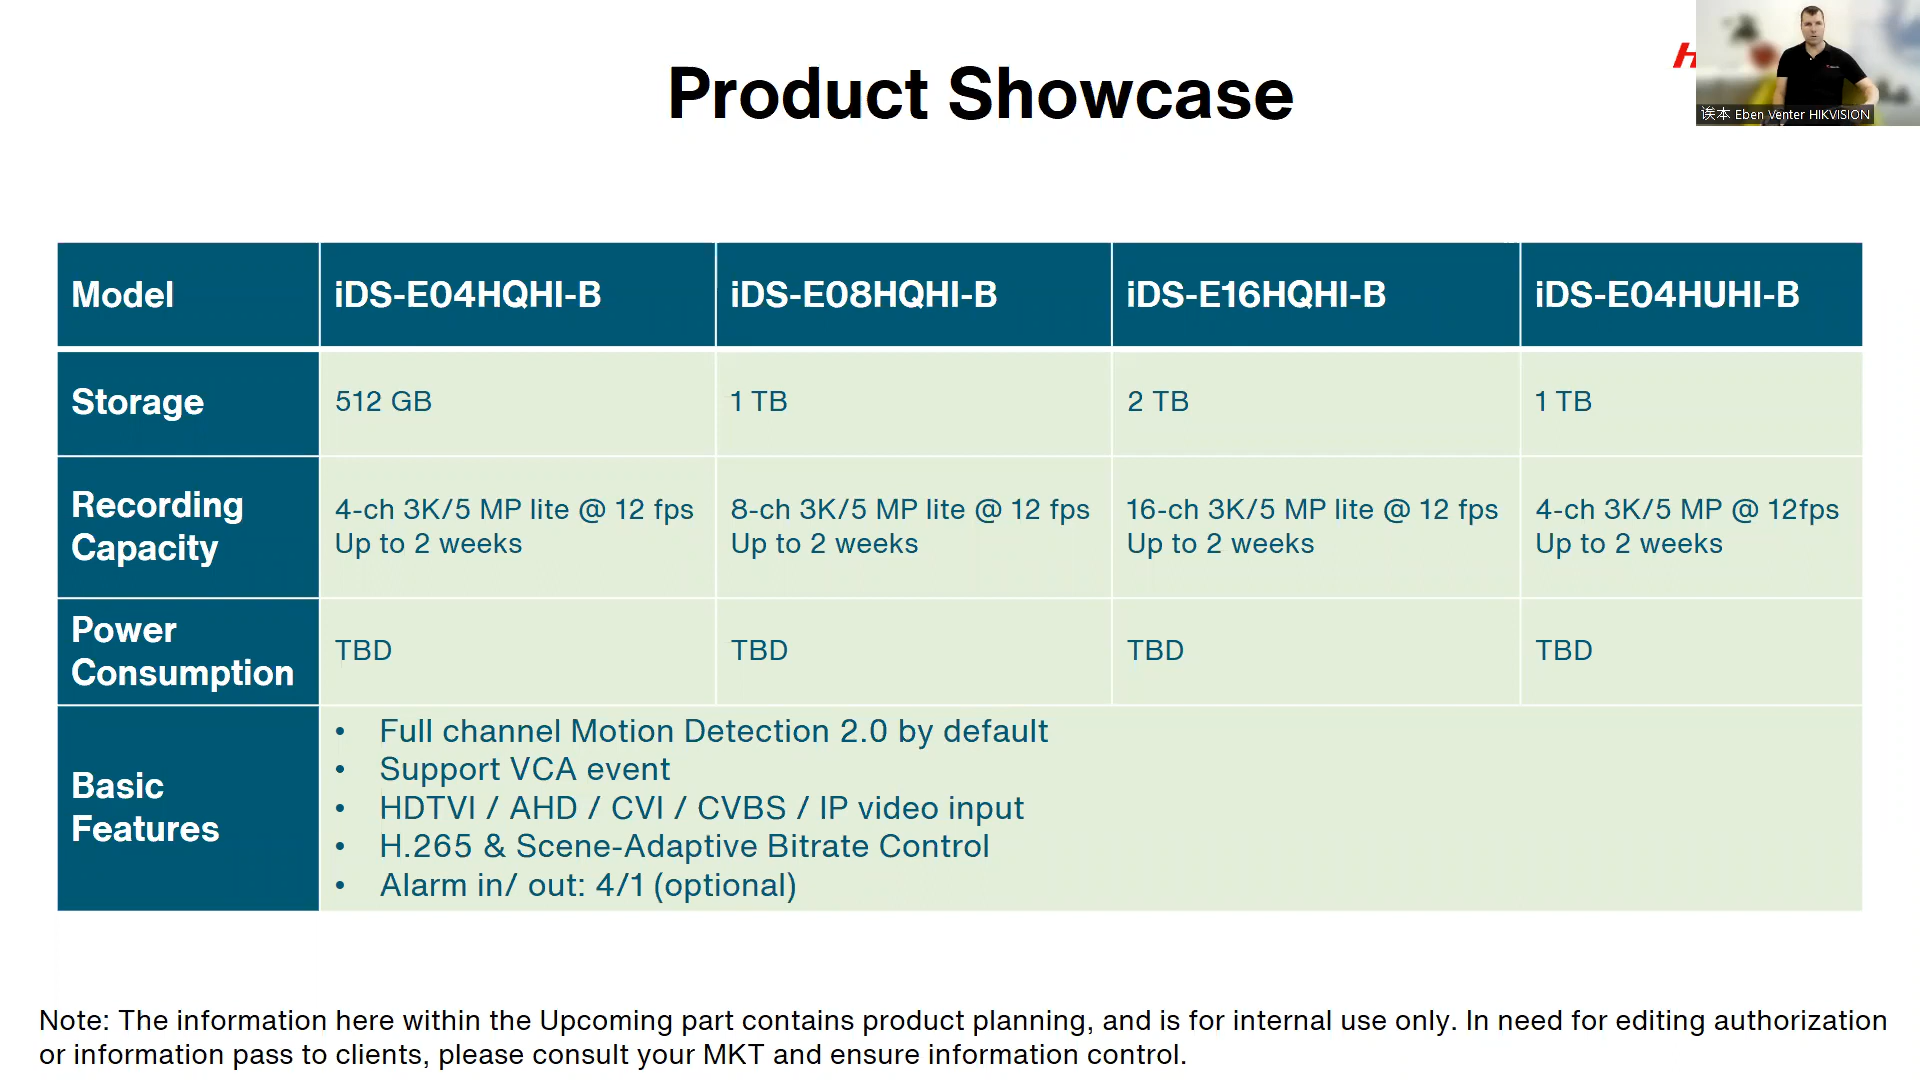 Product Showcase
H
诶本 Eben Venter HIKVISION
Model
iDS-E04HQHI-B
iDS-E08HQHI-B
iDS-E16HQHI-B
iDS-E04HUHI-B
Storage
512 GB
1 TB
2 TB
1 TB
Recording
Capacity
4-ch 3K/5 MP lite @ 12 fps
Up to 2 weeks
8-ch 3K/5 MP lite @ 12 fps
Up to 2 weeks
16-ch 3K/5 MP lite @ 12 fps
Up to 2 weeks
4-ch 3K/5 MP @ 12fps
Up to 2 weeks
Power
Consumption
TBD
TBD
TBD
TBD
Basic
Features
• Full channel Motion Detection 2.0 by default
• Support VCA event
• HDTVI / AHD / CVI / CVBS / IP video input
• H.265 & Scene-Adaptive Bitrate Control
• Alarm in/ out: 4/1 (optional)
Note: The information here within the Upcoming part contains product planning, and is for internal use only. In need for editing authorization
or information pass to clients, please consult your MKT and ensure information control.